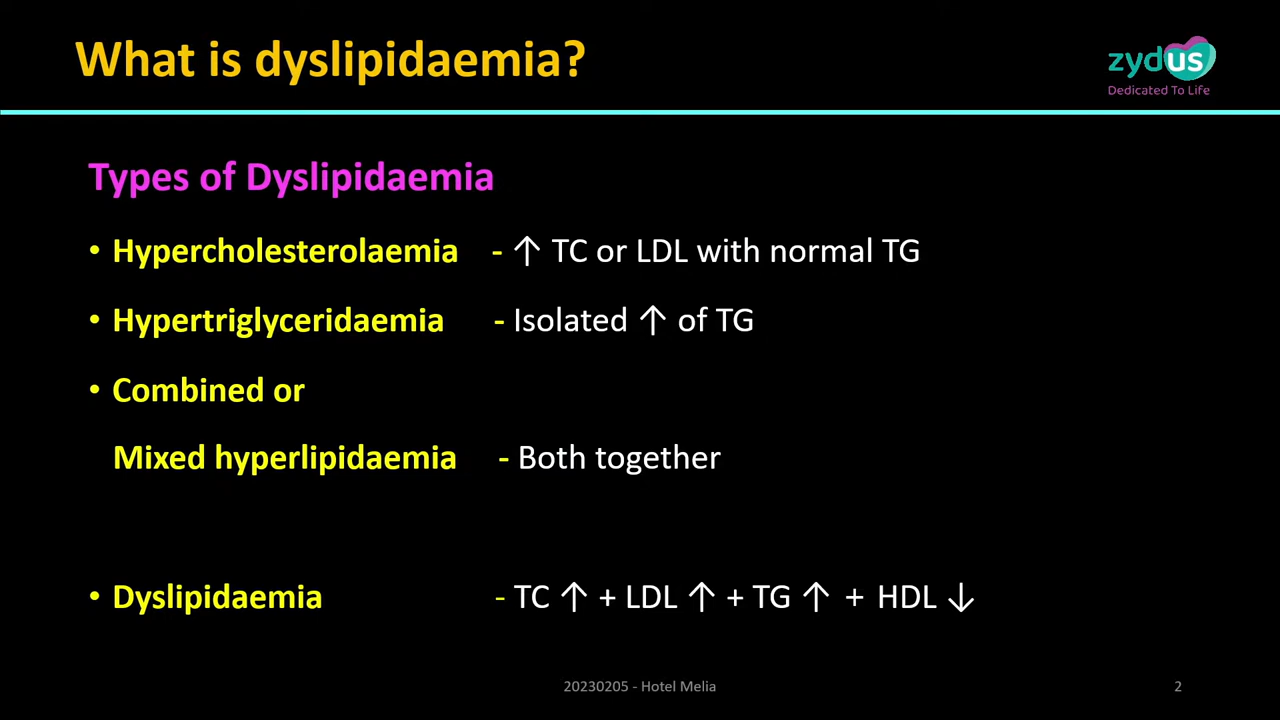 What is dyslipidaemia?
zydus
Dedicated To Life
Types of Dyslipidaemia
• Hypercholesterolaemia - ↑ TC or LDL with normal TG
• Hypertriglyceridaemia - Isolated ↑ of TG
• Combined or
Mixed hyperlipidaemia - Both together
• Dyslipidaemia - TC ↑ + LDL ↑ + TG ↑ + HDL ↓
20230205 - Hotel Melia
2